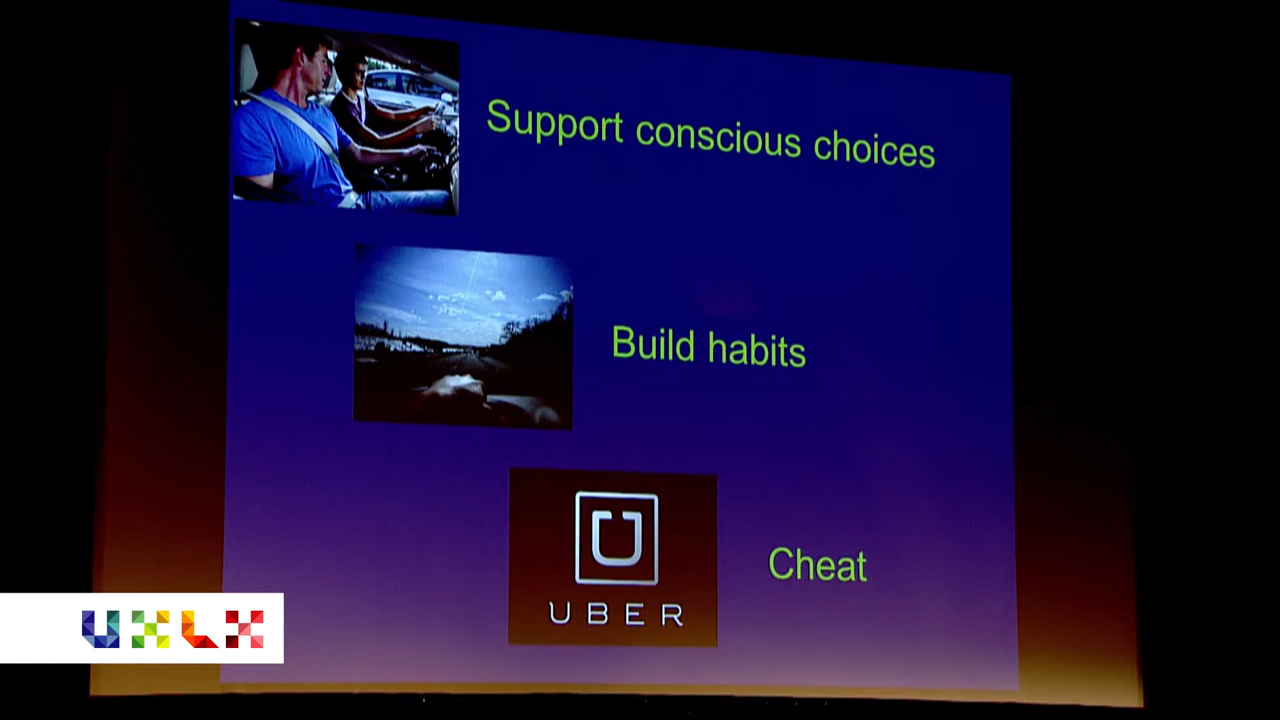 Support conscious choices
Build habits
U
UBER
Cheat
UXLX